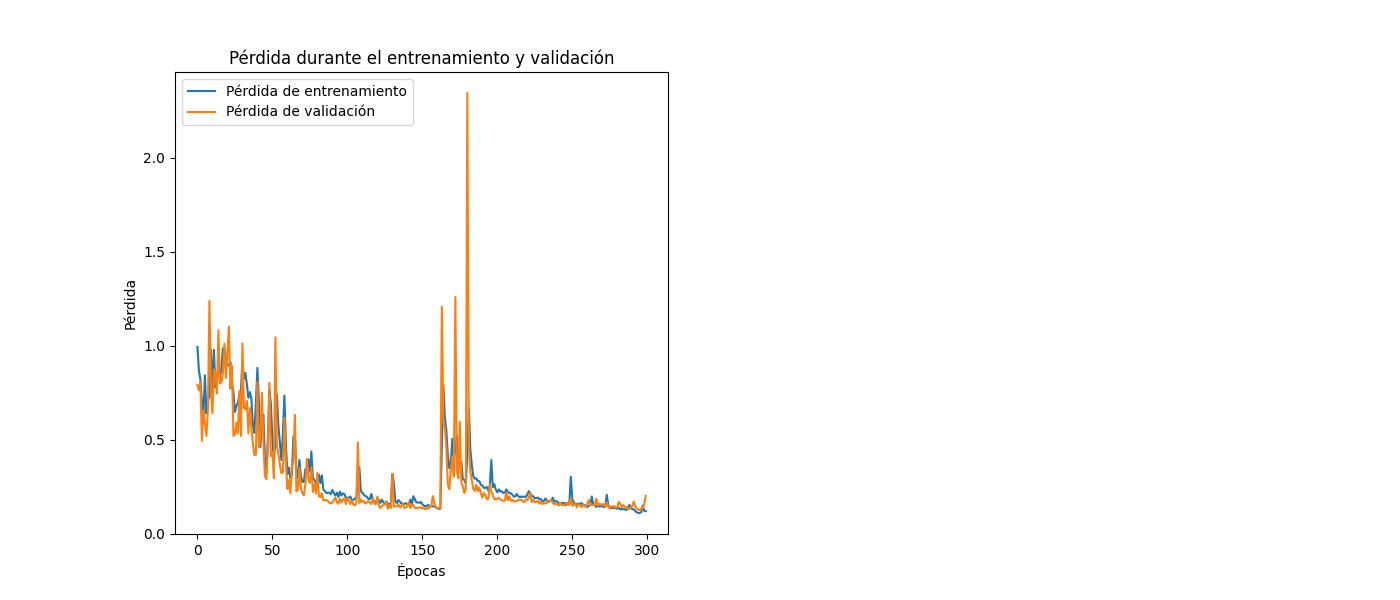 Pérdida durante el entrenamiento y validación
Pérdida de entrenamiento
Pérdida de validación
2.0
1.5
1.0
0.5
0.0
Pérdida
0 50 100 150 200 250 300
Épocas